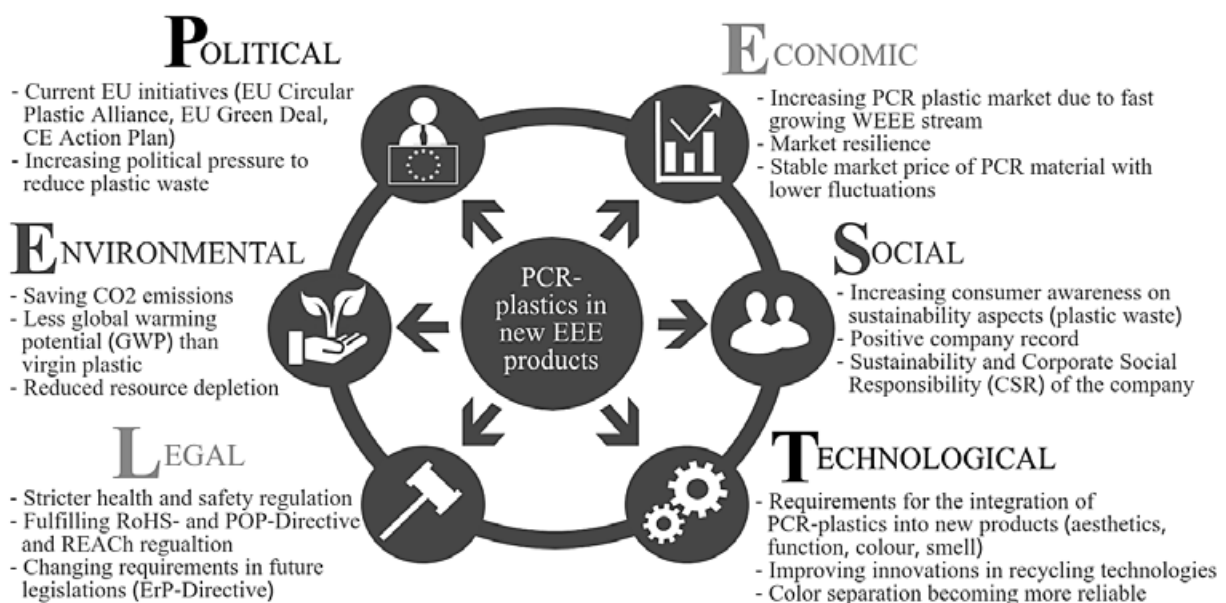 POLITICAL
- Current EU initiatives (EU Circular
Plastic Alliance, EU Green Deal,
CE Action Plan)
- Increasing political pressure to
reduce plastic waste
ECONOMIC
- Increasing PCR plastic market due to fast
growing WEEE stream
- Market resilience
- Stable market price of PCR material with
lower fluctuations
ENVIRONMENTAL
- Saving CO2 emissions
- Less global warming
potential (GWP) than
virgin plastic
- Reduced resource depletion
PCR-
plastics in
new EEE
products
SOCIAL
- Increasing consumer awareness on
sustainability aspects (plastic waste)
- Positive company record
- Sustainability and Corporate Social
Responsibility (CSR) of the company
LEGAL
- Stricter health and safety regulation
- Fulfilling RoHS- and POP-Directive
and REACh regualtion
- Changing requirements in future
legislations (ErP-Directive)
TECHNOLOGICAL
- Requirements for the integration of
PCR-plastics into new products (aesthetics,
function, colour, smell)
- Improving innovations in recycling technologies
- Color separation becoming more reliable